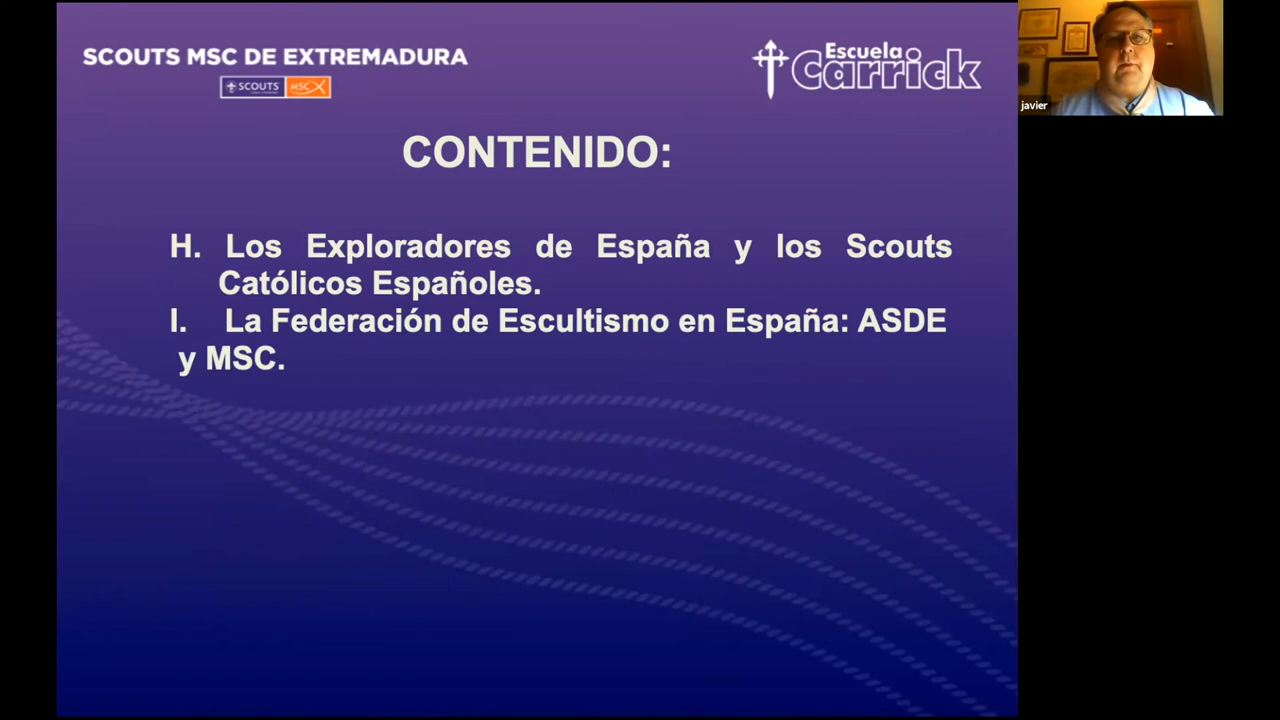 SCOUTS MSC DE EXTREMADURA
SCOUTS MSC
Escuela
Carrick
javier
CONTENIDO:
H. Los Exploradores de España y los Scouts
Católicos Españoles.
I. La Federación de Escultismo en España: ASDE
y MSC.